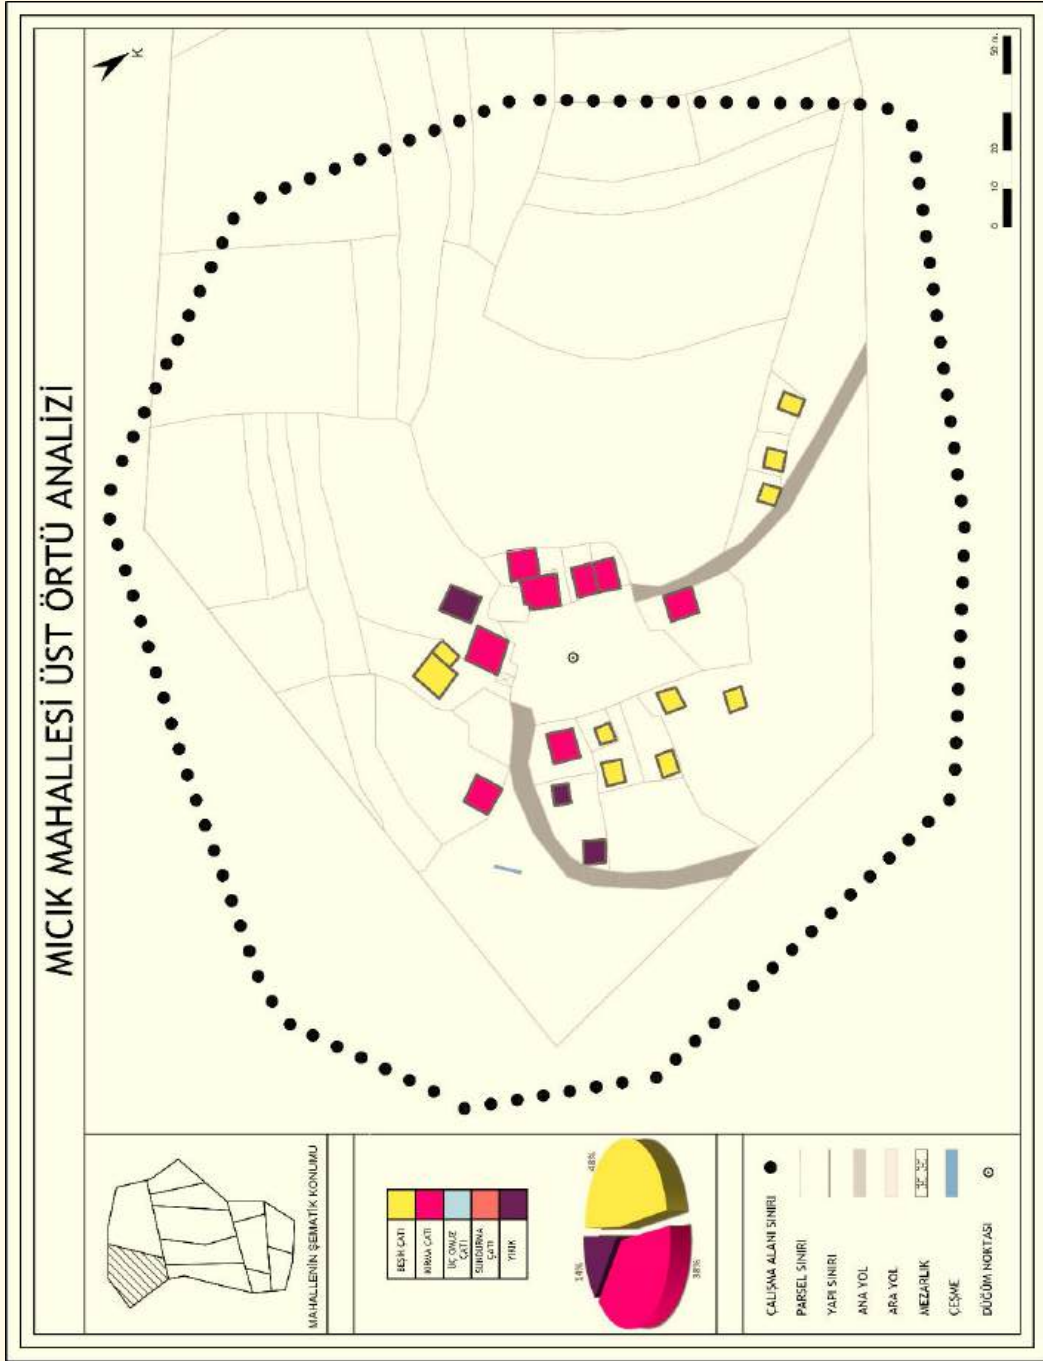 MICIK MAHALLESİ ÜST ÖRTÜ ANALİZİ
K
0 10 20 50 m.
MAHALLENİN ŞEMATİK KONUMU
BEŞİK ÇATI
KIRMA ÇATI
ÜÇ OMUZ
ÇATI
SUNDURMA
ÇATI
YIKIK
48%
14%
38%
ÇALIŞMA ALANI SINIRI
PARSEL SINIRI
YAPI SINIRI
ANA YOL
ARA YOL
MEZARLIK
ÇEŞME
DÜĞÜM NOKTASI